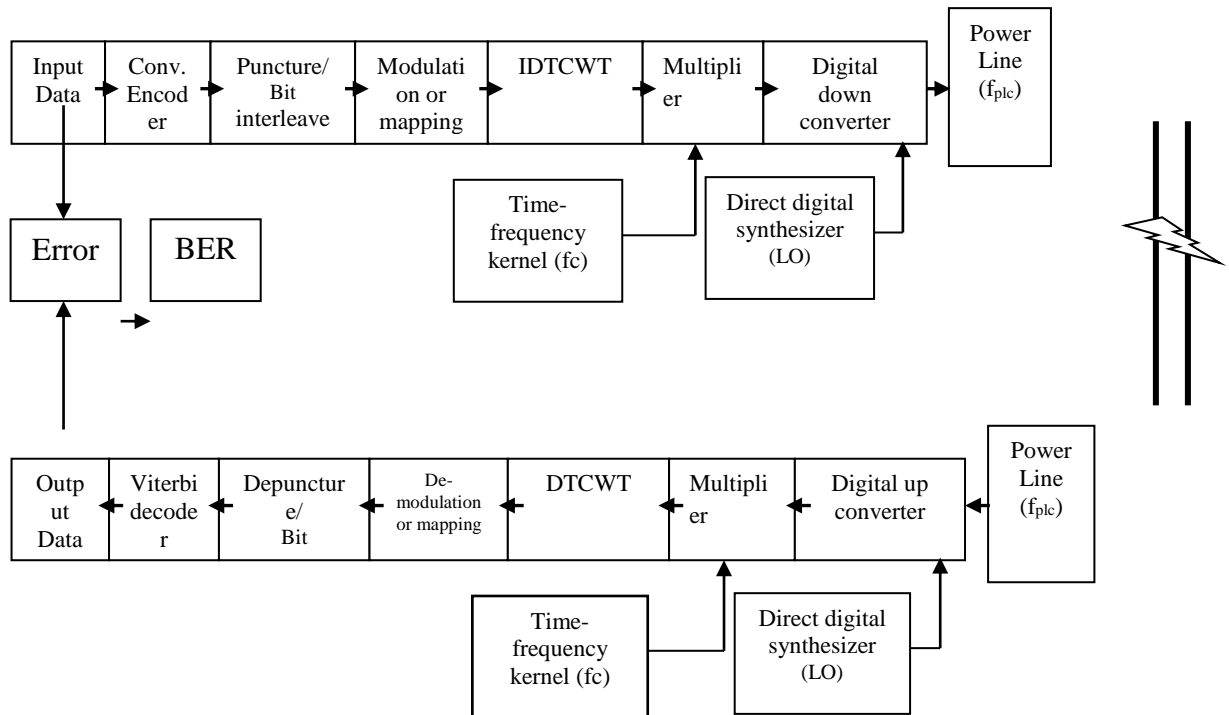 Input
Data
Conv.
Encod
er
Puncture/
Bit
interleave
Modulati
on or
mapping
IDTCWT
Multipli
er
Digital
down
converter
Power
Line
(fplc)
Time-
frequency
kernel (fc)
Direct digital
synthesizer
(LO)
Error
BER
Outp
ut
Data
Viterbi
decode
r
Depunctur
e/
Bit
De-
modulation
or mapping
DTCWT
Multipli
er
Digital up
converter
Power
Line
(fplc)
Time-
frequency
kernel (fc)
Direct digital
synthesizer
(LO)